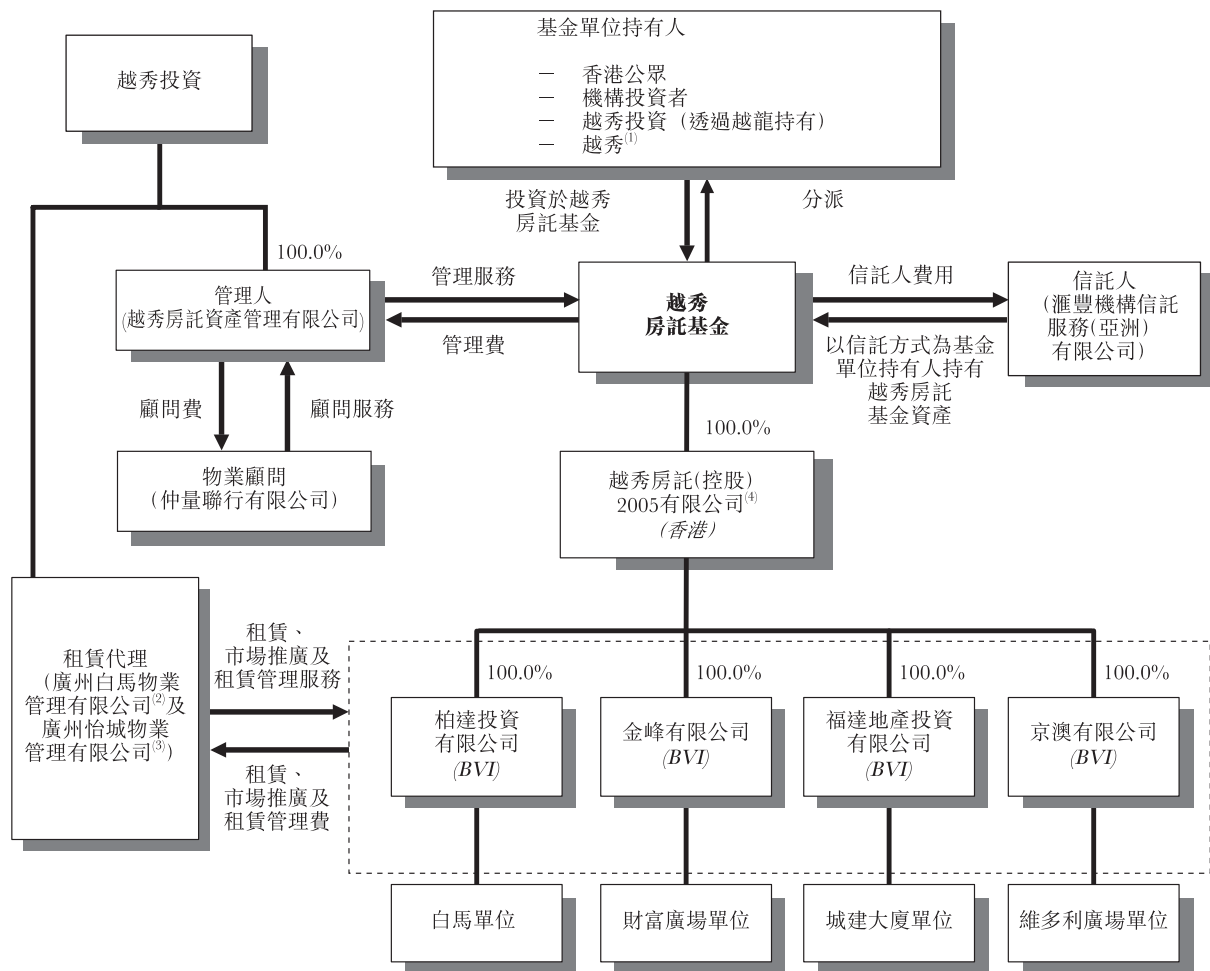 越秀投資
基金單位持有人
— 香港公眾
— 機構投資者
— 越秀投資（透過越龍持有）
— 越秀(1)
投資於越秀
房託基金
分派
100.0%
管理人
(越秀房託資產管理有限公司)
管理服務
管理費
越秀
房託基金
信託人費用
以信託方式為基金
單位持有人持有
越秀房託
基金資產
信託人
(滙豐機構信託
服務(亞洲)
有限公司)
顧問費
顧問服務
物業顧問
(仲量聯行有限公司)
100.0%
越秀房託(控股)
2005有限公司(4)
(香港)
租賃代理
(廣州白馬物業
管理有限公司(2)及
廣州怡城物業
管理有限公司(3))
租賃、
市場推廣及
租賃管理服務
租賃、
市場推廣及
租賃管理費
100.0%
100.0%
100.0%
100.0%
柏達投資
有限公司
(BVI)
金峰有限公司
(BVI)
福達地產投資
有限公司
(BVI)
京澳有限公司
(BVI)
白馬單位
財富廣場單位
城建大廈單位
維多利廣場單位